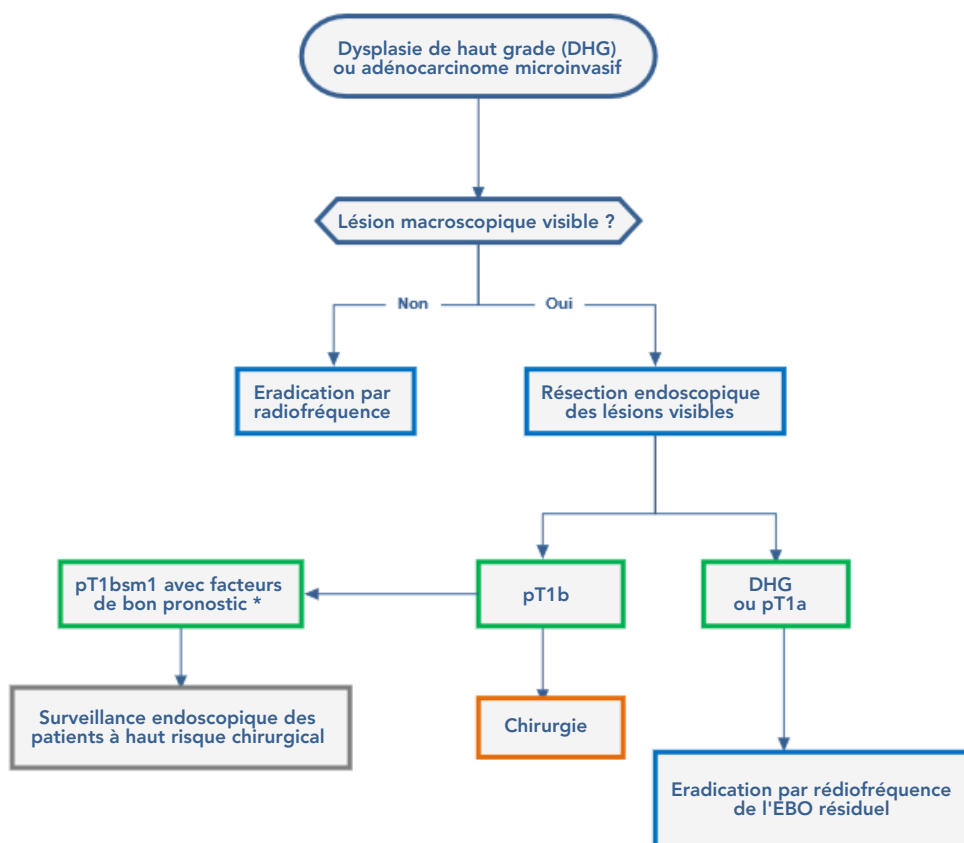 Dysplasie de haut grade (DHG)
ou adénocarcinome microinvasif
Lésion macroscopique visible ?
Non
Oui
Eradication par
radiofréquence
Résection endoscopique
des lésions visibles
pT1bsm1 avec facteurs
de bon pronostic *
pT1b
DHG
ou pT1a
Surveillance endoscopique des
patients à haut risque chirurgical
Chirurgie
Eradication par rédiofréquence
de l'EBO résiduel